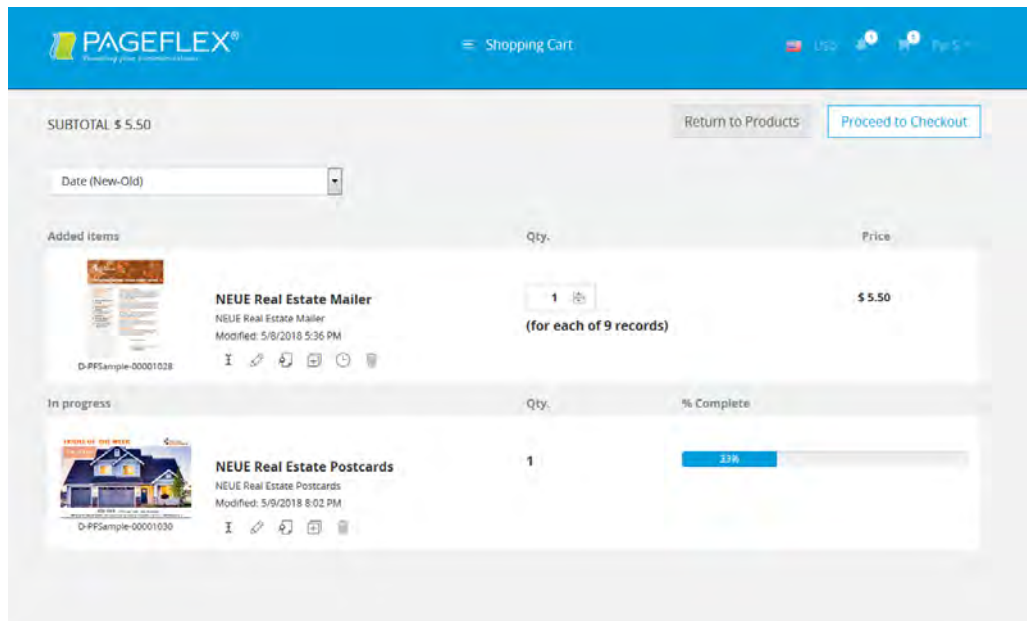 PAGEFLEX®
Shopping Cart
USD
1
1
SUBTOTAL $ 5.50
Return to Products
Proceed to Checkout
Date (New-Old)
Added items
Qty.
Price
NEUE Real Estate Mailer
NEUE Real Estate Mailer
Modified: 5/8/2018 5:36 PM
D-PFSample-00001028
1
(for each of 9 records)
$ 5.50
In progress
Qty.
% Complete
NEUE Real Estate Postcards
NEUE Real Estate Postcards
Modified: 5/9/2018 8:02 PM
D-PFSample-00001030
1
33%